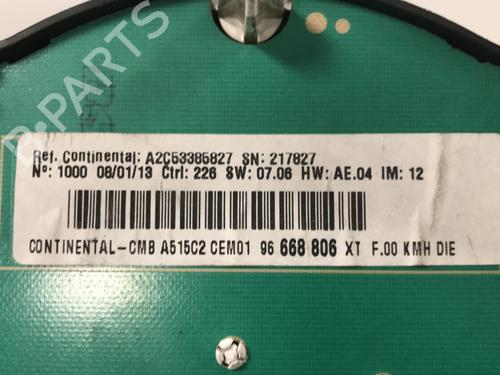 B-PARTS
Ref. Continental: A2C53385827 SN: 217827
Nº: 1000 08/01/13 Ctrl: 226 SW: 07.06 HW: AE.04 IM: 12
CONTINENTAL-CMB A515C2 CEM01 96 668 806 XT F.00 KMH DIE